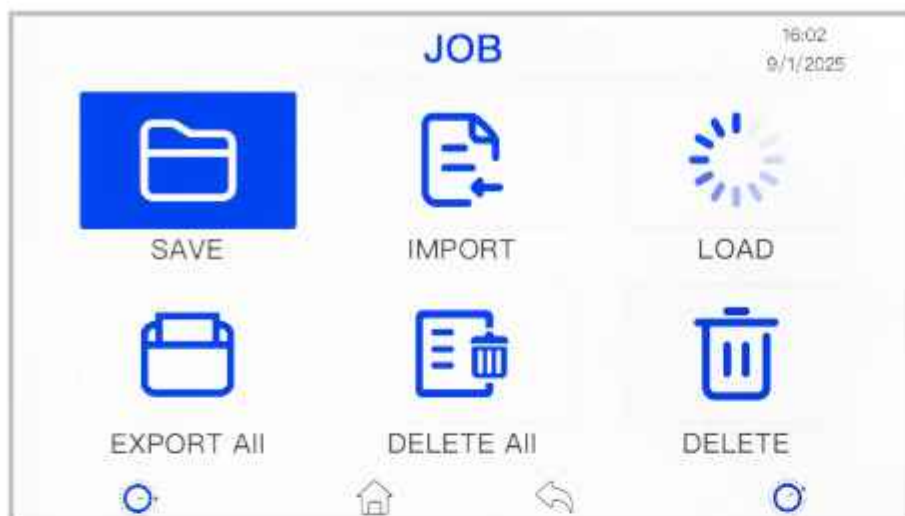 JOB
16:02
9/1/2025
SAVE
IMPORT
LOAD
EXPORT All
DELETE All
DELETE